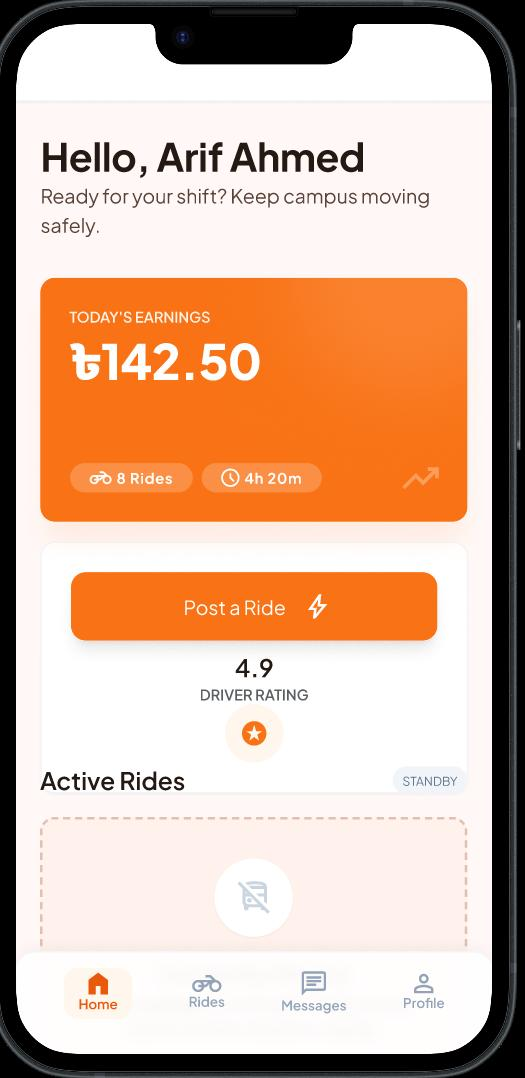 Hello, Arif Ahmed
Ready for your shift? Keep campus moving
safely.
TODAY'S EARNINGS
৳142.50
8 Rides
4h 20m
Post a Ride
4.9
DRIVER RATING
Active Rides
STANDBY
Home
Rides
Messages
Profile